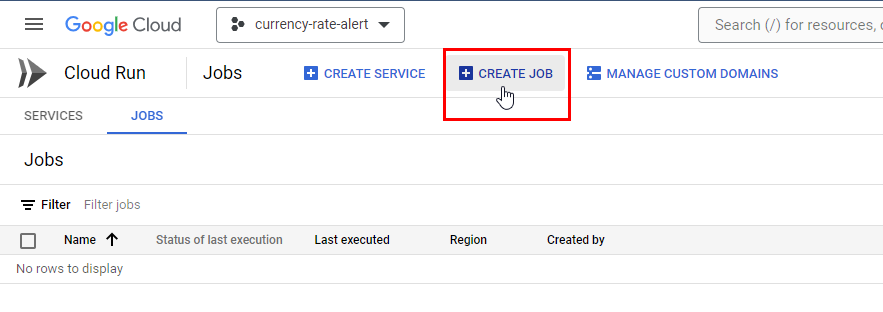 Google Cloud currency-rate-alert Search (/) for resources,
Cloud Run Jobs CREATE SERVICE CREATE JOB MANAGE CUSTOM DOMAINS
SERVICES JOBS
Jobs
Filter Filter jobs
Name Status of last execution Last executed Region Created by
No rows to display